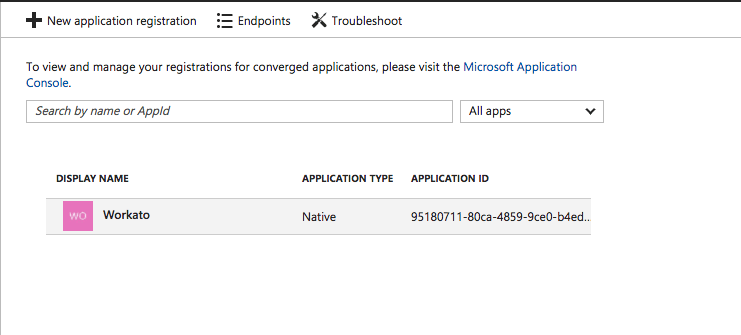 New application registration Endpoints Troubleshoot
To view and manage your registrations for converged applications, please visit the Microsoft Application
Console.
Search by name or AppId All apps
DISPLAY NAME APPLICATION TYPE APPLICATION ID
WO Workato Native 95180711-80ca-4859-9ce0-b4ed..